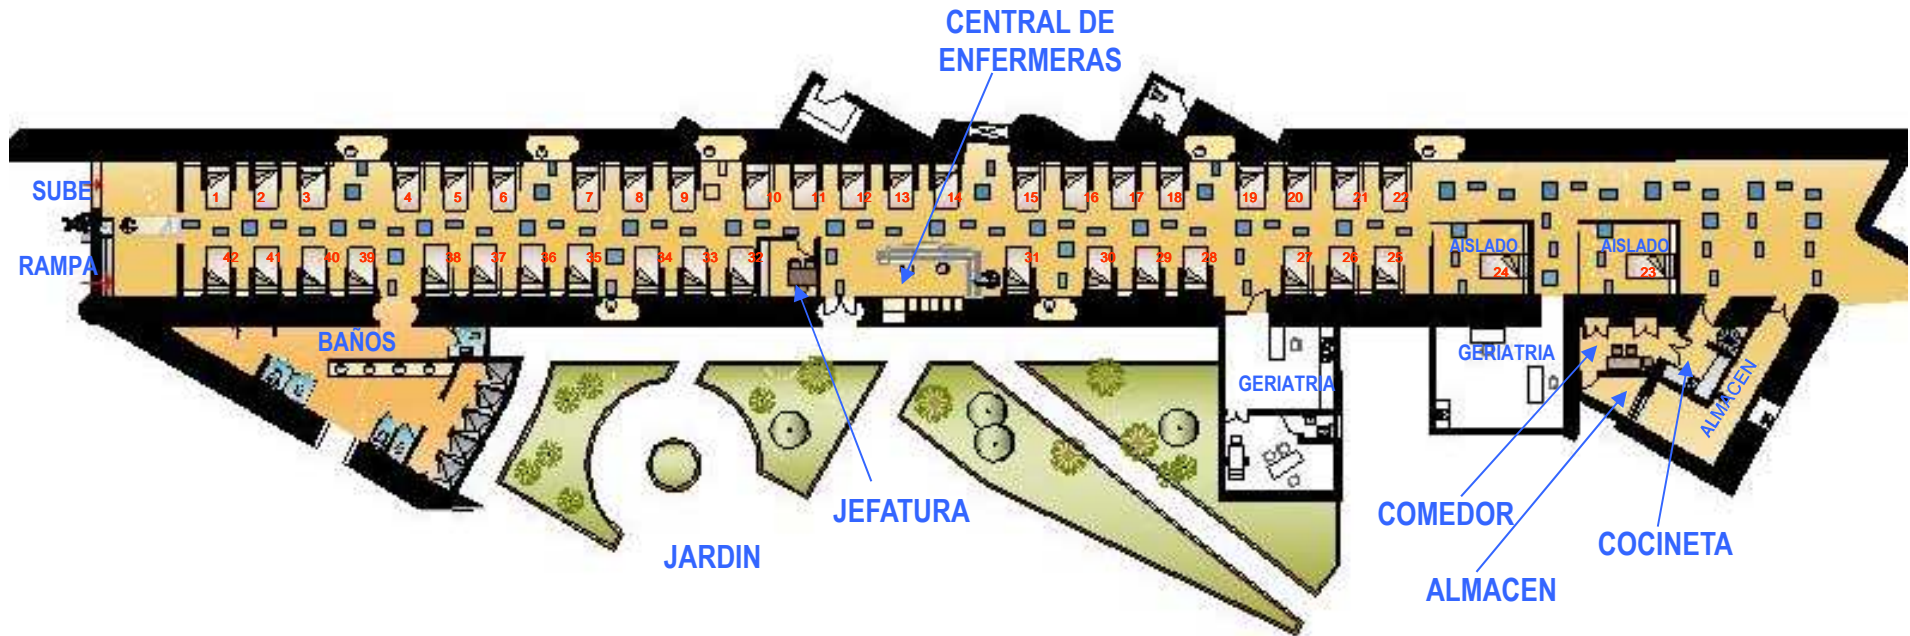 CENTRAL DE
ENFERMERAS
SUBE
1 2 3 4 5 6 7 8 9 10 11 12 13 14 15 16 17 18 19 20 21 22
RAMPA
42 41 40 39 38 37 36 35 34 33 32 31 30 29 28 27 26 25
AISLADO
24
AISLADO
23
BAÑOS
GERIATRIA
GERIATRIA
ALMACEN
JEFATURA
COMEDOR
COCINETA
JARDIN
ALMACEN